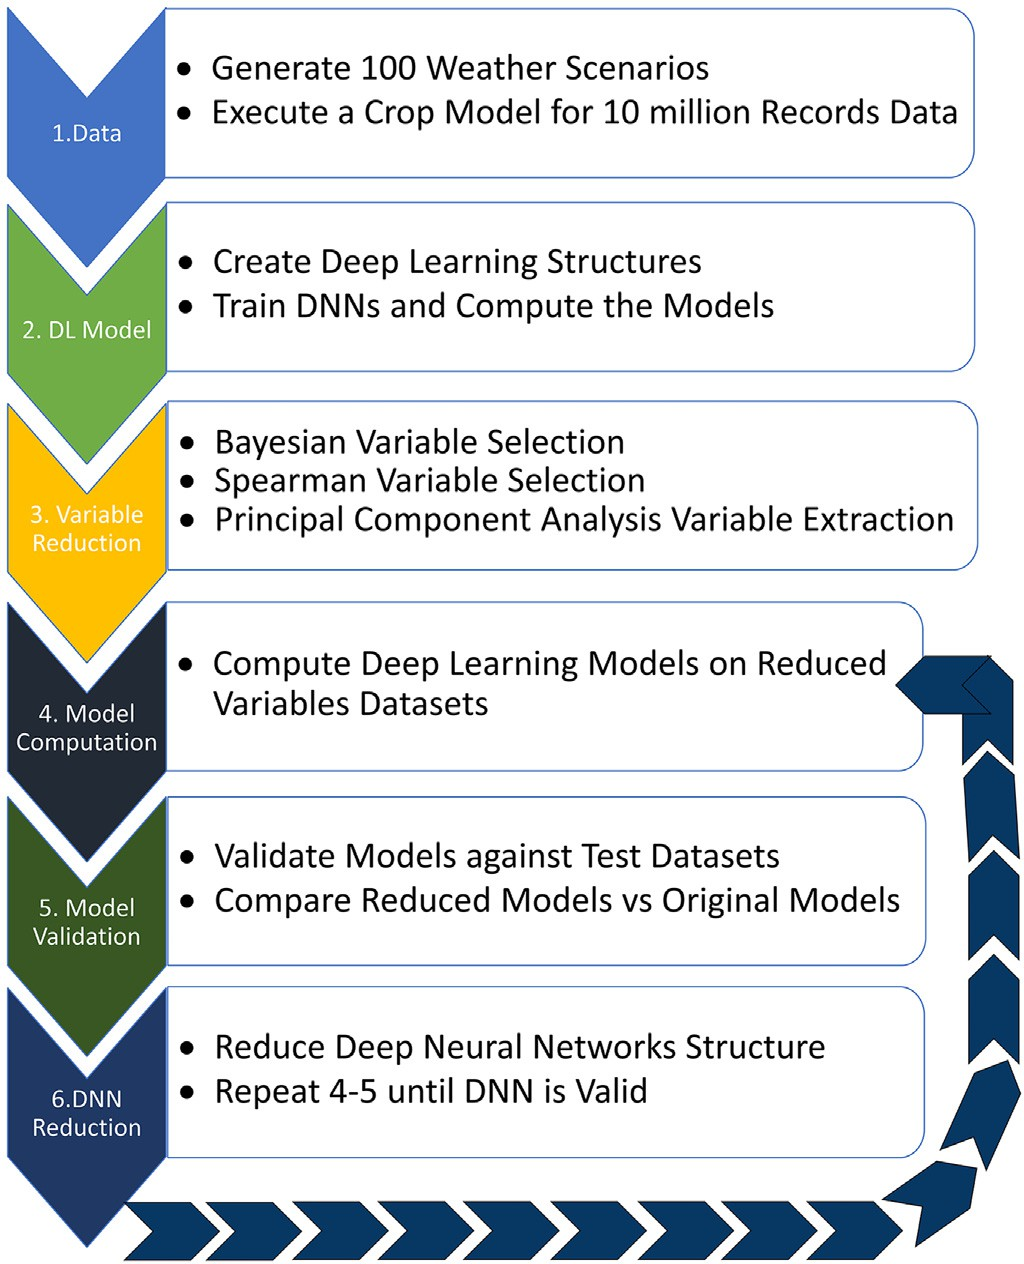 1.Data
• Generate 100 Weather Scenarios
• Execute a Crop Model for 10 million Records Data
2. DL Model
• Create Deep Learning Structures
• Train DNNs and Compute the Models
3. Variable
Reduction
• Bayesian Variable Selection
• Spearman Variable Selection
• Principal Component Analysis Variable Extraction
4. Model
Computation
• Compute Deep Learning Models on Reduced
Variables Datasets
5. Model
Validation
• Validate Models against Test Datasets
• Compare Reduced Models vs Original Models
6.DNN
Reduction
• Reduce Deep Neural Networks Structure
• Repeat 4-5 until DNN is Valid